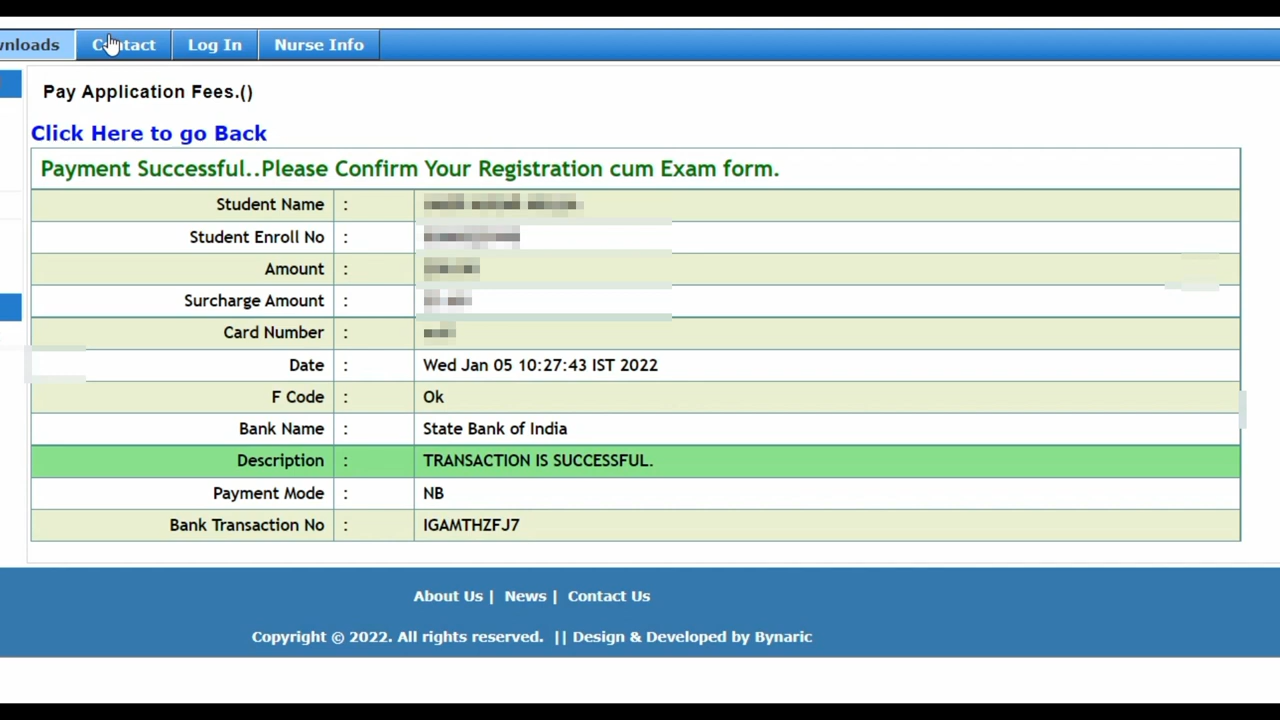 wnloads Contact Log In Nurse Info
Pay Application Fees.()
Click Here to go Back
Payment Successful..Please Confirm Your Registration cum Exam form.
Student Name :
Student Enroll No :
Amount :
Surcharge Amount :
Card Number :
Date : Wed Jan 05 10:27:43 IST 2022
F Code : Ok
Bank Name : State Bank of India
Description : TRANSACTION IS SUCCESSFUL.
Payment Mode : NB
Bank Transaction No : IGAMTHZFJ7
About Us | News | Contact Us
Copyright © 2022. All rights reserved. || Design & Developed by Bynaric